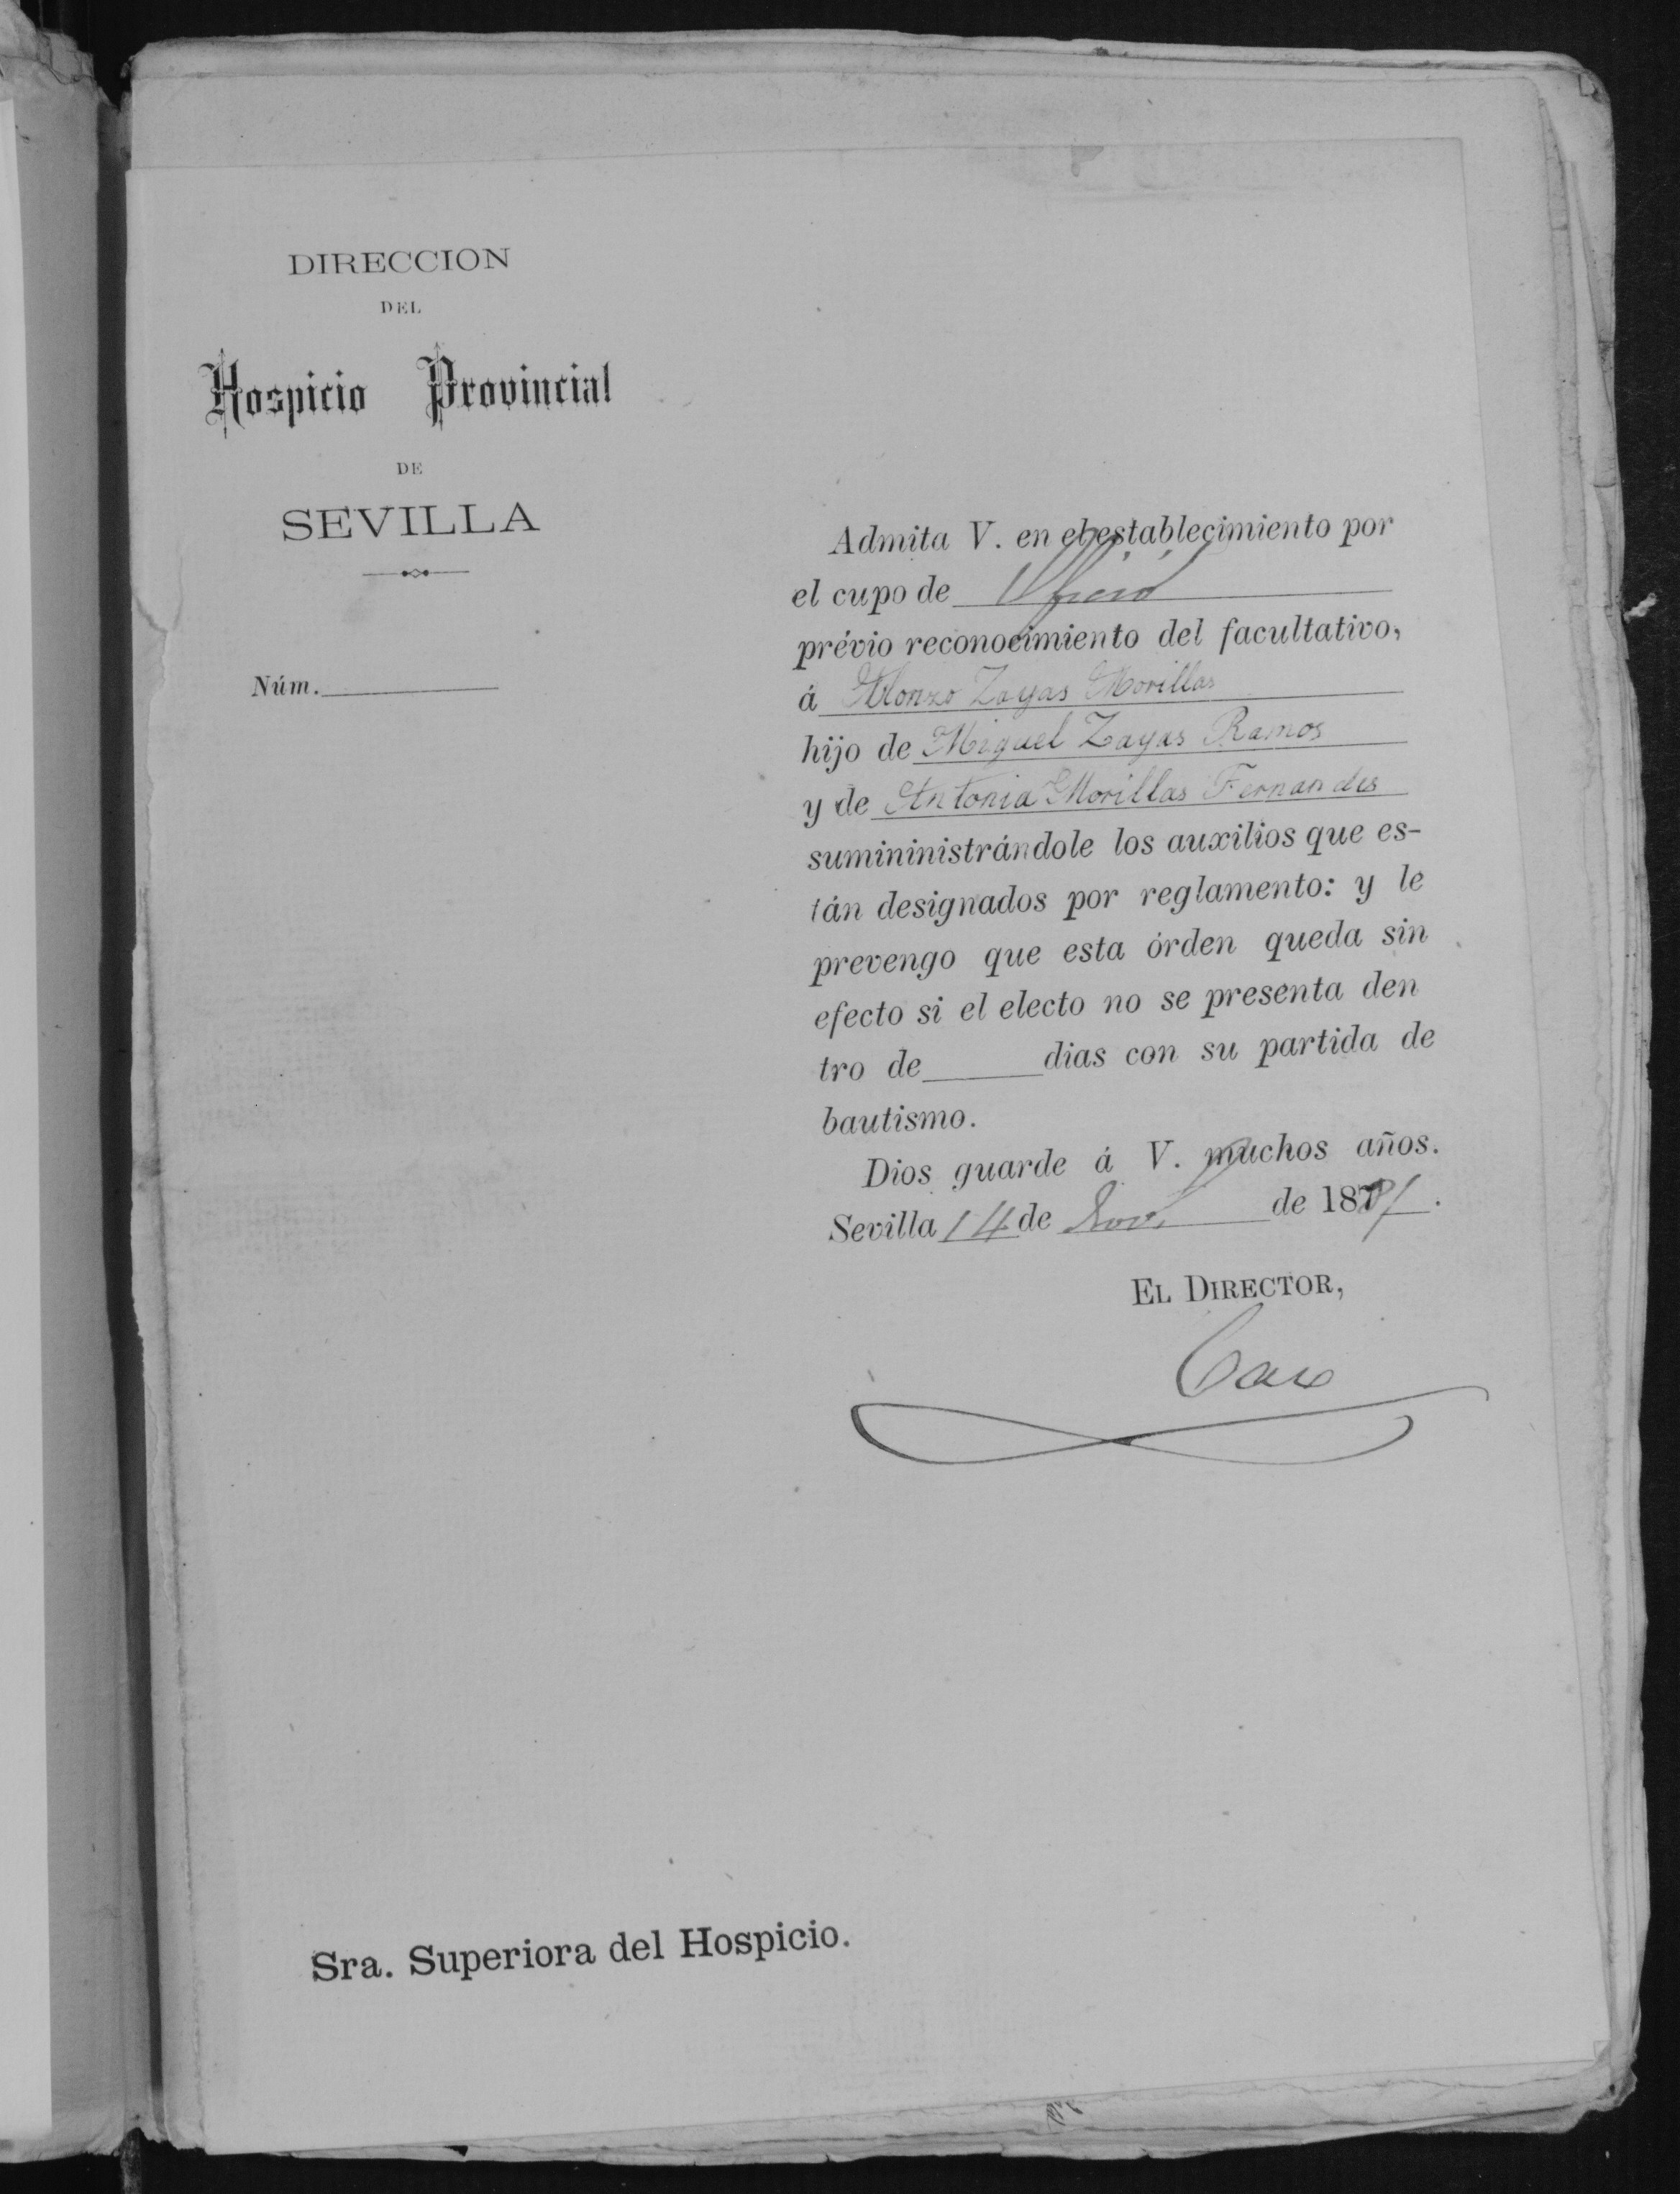 DIRECCION
DEL
Hospicio Provincial
DE
SEVILLA
Núm.
Admita V. en el establecimiento por
el cupo de
prévio reconocimiento del facultativo,
á Alonzo Zayas Morillas
hijo de Miguel Zayas Ramos
y de Antonia Morillas Fernandes
sumininistrándole los auxilios que es-
tán designados por reglamento: y le
prevengo que esta órden queda sin
efecto si el electo no se presenta den
tro de dias con su partida de
bautismo.
Dios guarde á V. muchos años.
Sevilla 14 de Nov. de 1881.
EL DIRECTOR,
Caro
Sra. Superiora del Hospicio.